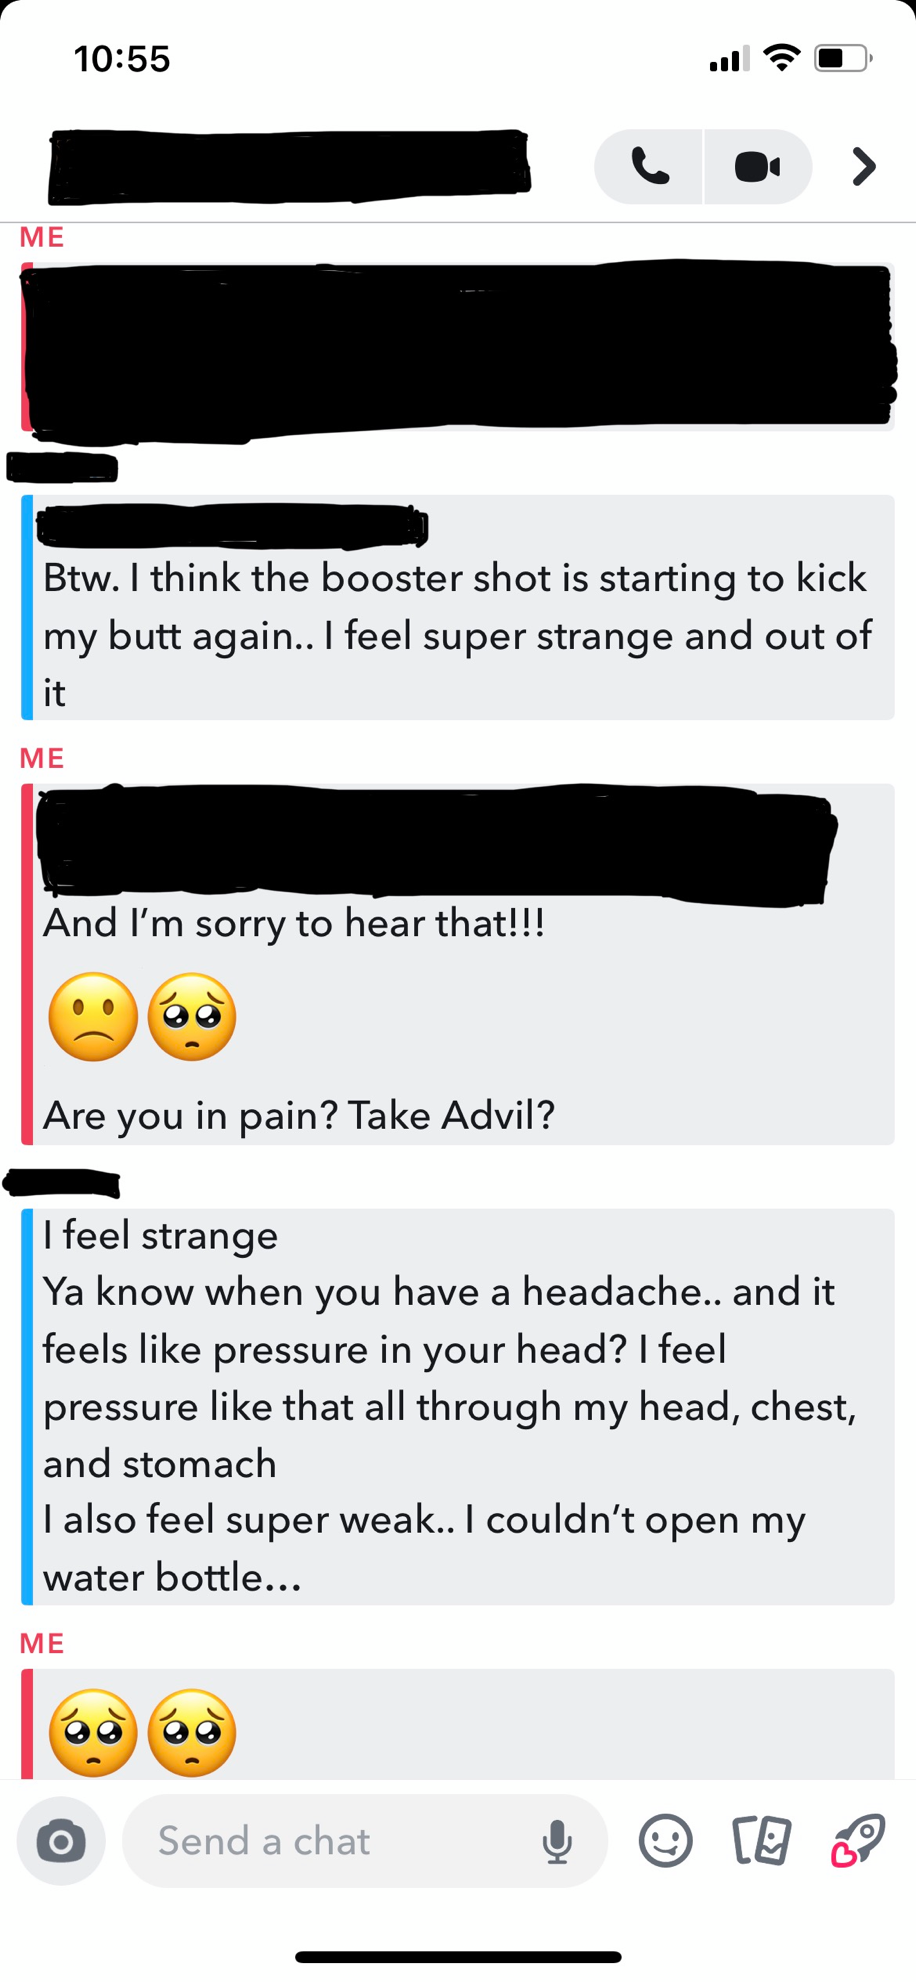 10:55
ME
Btw. I think the booster shot is starting to kick
my butt again.. I feel super strange and out of
it
ME
And I’m sorry to hear that!!!
🙁🥺
Are you in pain? Take Advil?
I feel strange
Ya know when you have a headache.. and it
feels like pressure in your head? I feel
pressure like that all through my head, chest,
and stomach
I also feel super weak.. I couldn’t open my
water bottle...
ME
🥺🥺
Send a chat